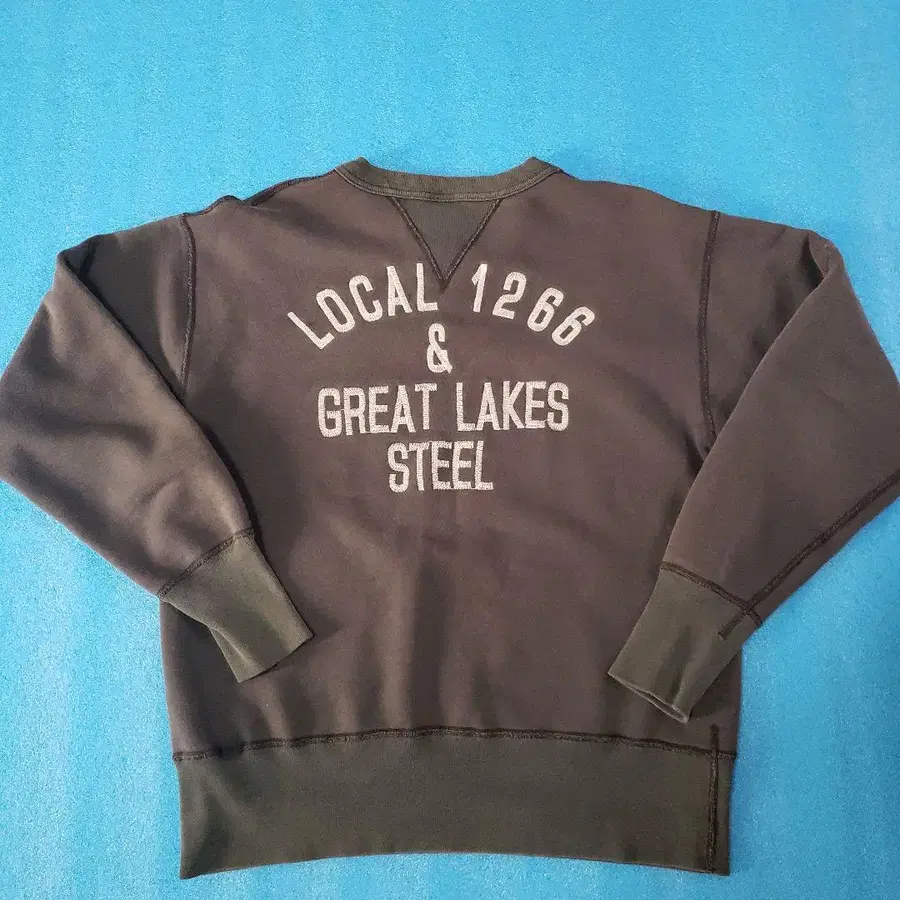 LOCAL 1266
&
GREAT LAKES
STEEL